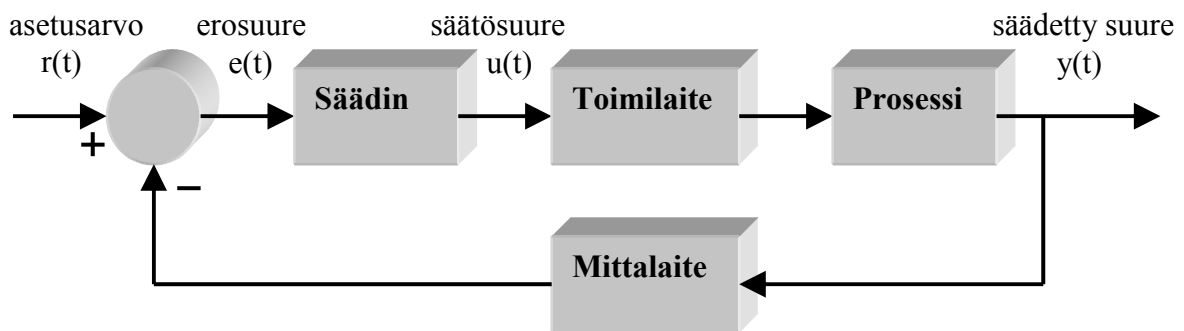 asetusarvo
r(t)
erosuure
e(t)
säätösuure
u(t)
säädetty suure
y(t)
Säädin
Toimilaite
Prosessi
+
−
Mittalaite